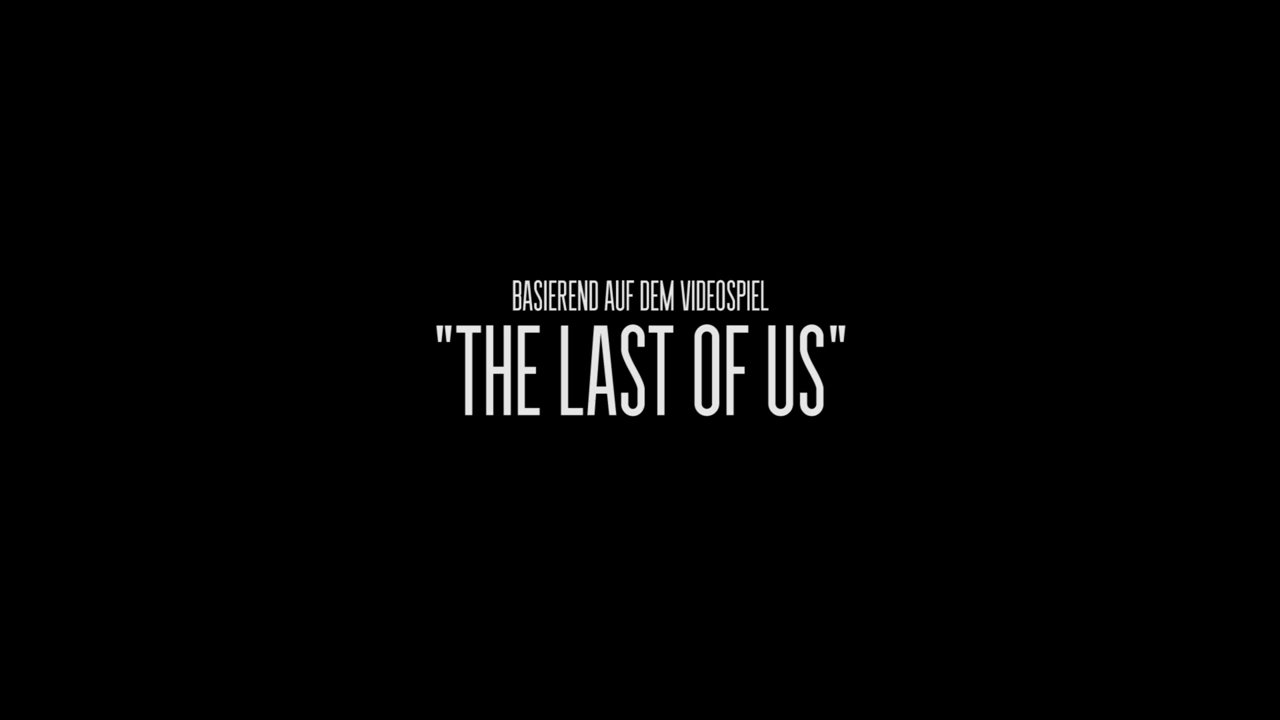 BASIEREND AUF DEM VIDEOSPIEL
"THE LAST OF US"